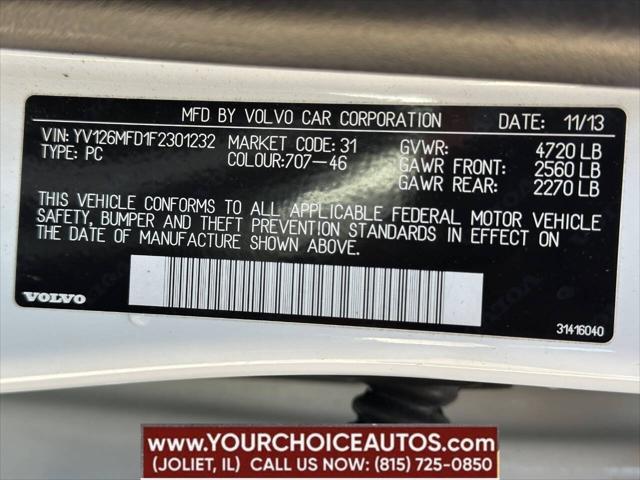 MFD BY VOLVO CAR CORPORATION DATE: 11/13
VIN: YV126MFD1F2301232 MARKET CODE: 31 GVWR: 4720 LB
TYPE: PC COLOUR:707-46 GAWR FRONT: 2560 LB
GAWR REAR: 2270 LB
THIS VEHICLE CONFORMS TO ALL APPLICABLE FEDERAL MOTOR VEHICLE
SAFETY, BUMPER AND THEFT PREVENTION STANDARDS IN EFFECT ON
THE DATE OF MANUFACTURE SHOWN ABOVE.
VOLVO
31416040
WWW.YOURCHOICEAUTOS.COM
(JOLIET, IL) CALL US NOW: (815) 725-0850